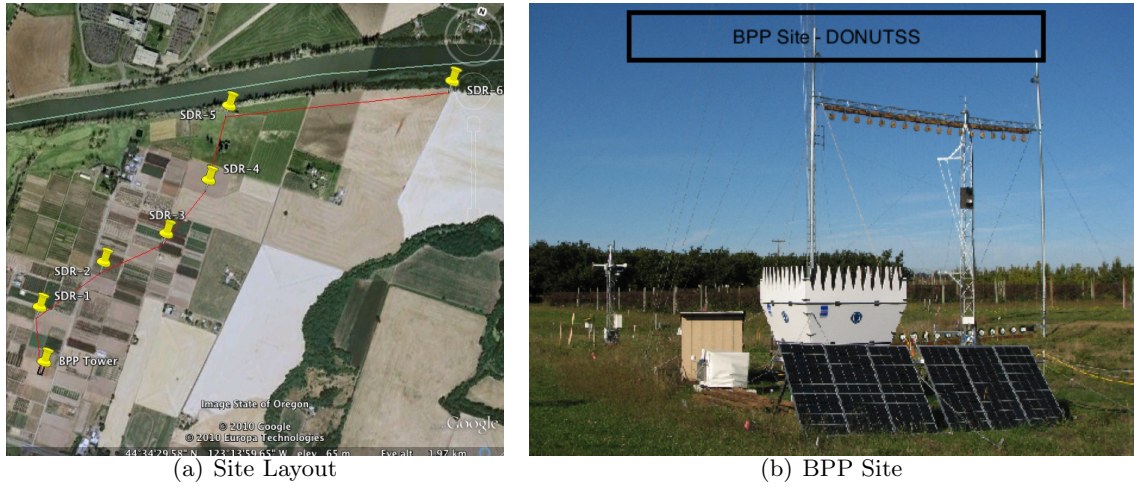 SDR-6
SDR-5
SDR-4
SDR-3
SDR-2
SDR-1
BPP Tower
Image State of Oregon
© 2010 Google
© 2010 Europa Technologies
Google
44°34'29.58" N 123°13'59.65" W elev 65 m Eye alt 1.97 km
(a) Site Layout
N
BPP Site - DONUTSS
(b) BPP Site